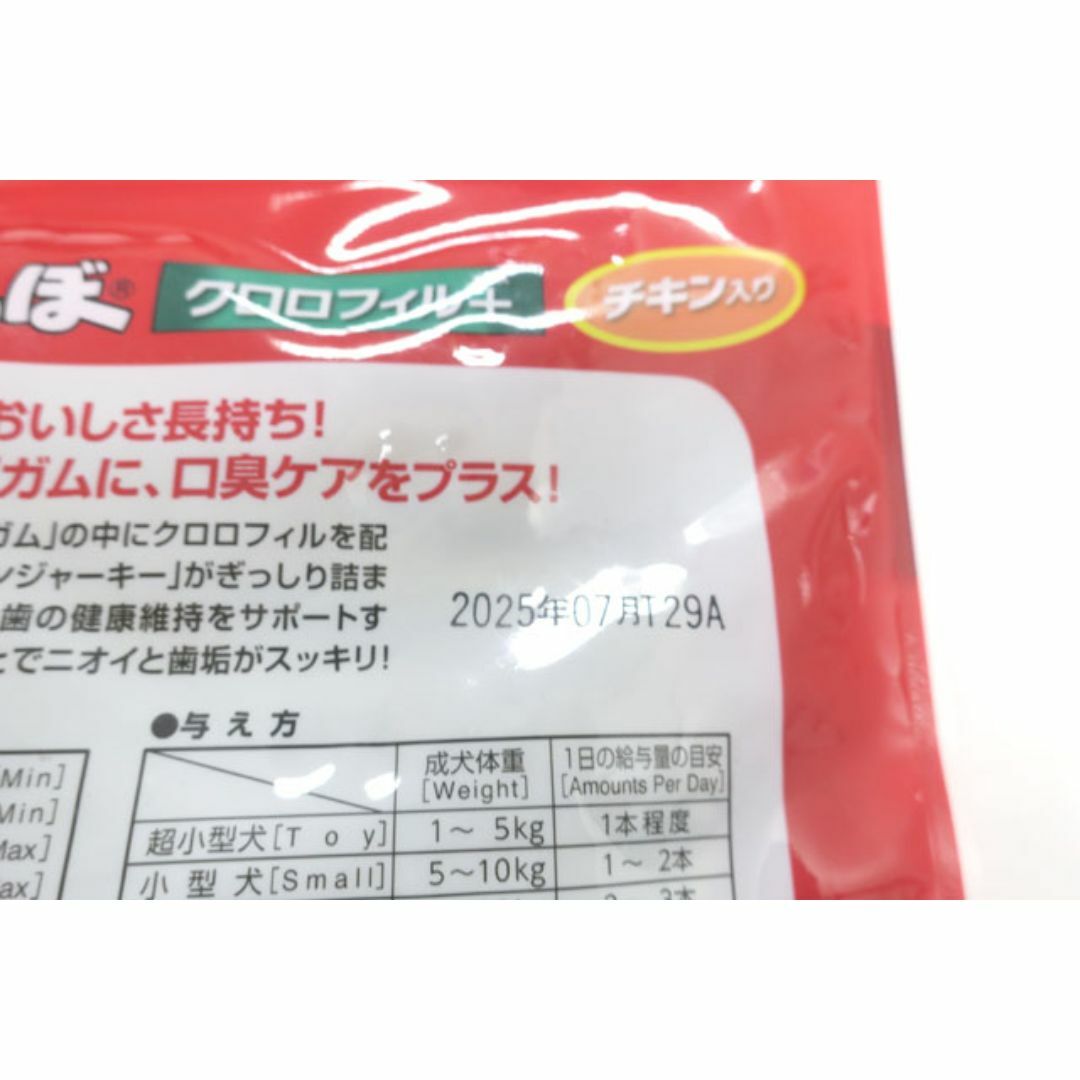 ぼ®
クロロフィル＋
チキン入り
おいしさ長持ち!
ガムに、口臭ケアをプラス!
ガム」の中にクロロフィルを配
ンジャーキー」がぎっしり詰ま
歯の健康維持をサポートす
とでニオイと歯垢がスッキリ!
2025年07月T29A
●与え方
Min]
Min]
Max]
ax]
成犬体重
[Weight]
1日の給与量の目安
[Amounts Per Day]
超小型犬[Toy]
1～5kg
1本程度
小型犬[Small]
5～10kg
1～2本